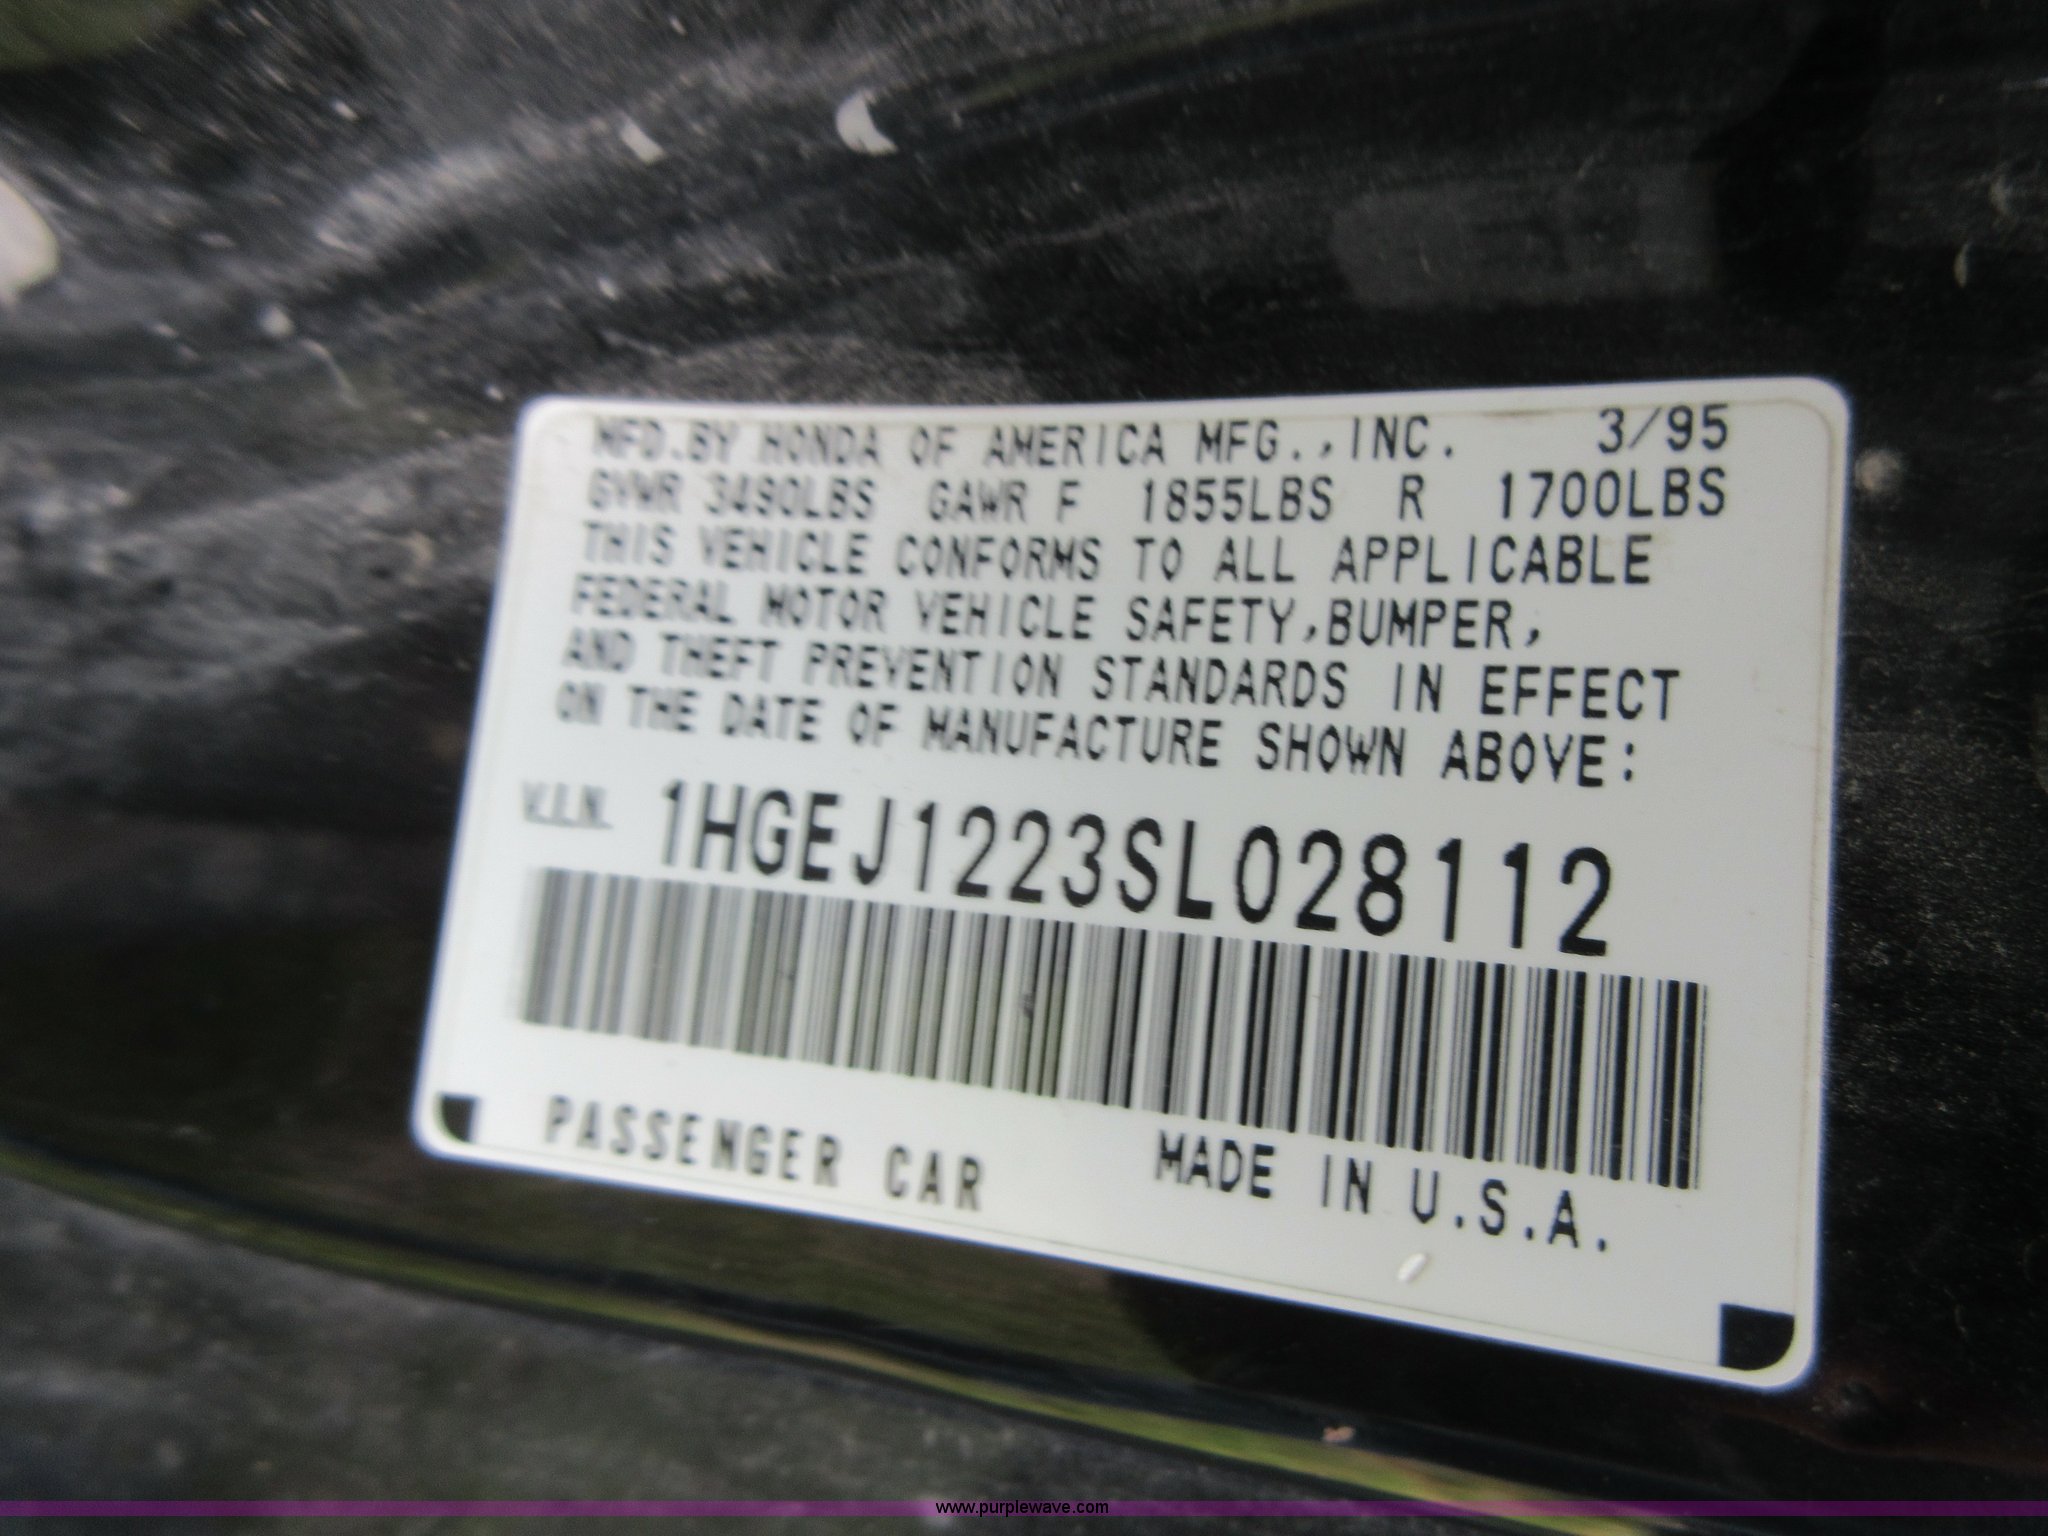 MFD.BY HONDA OF AMERICA MFG.,INC. 3/95
GVWR 3490LBS GAWR F 1855LBS R 1700LBS
THIS VEHICLE CONFORMS TO ALL APPLICABLE
FEDERAL MOTOR VEHICLE SAFETY,BUMPER,
AND THEFT PREVENTION STANDARDS IN EFFECT
ON THE DATE OF MANUFACTURE SHOWN ABOVE:
V.I.N. 1HGEJ1223SL028112
PASSENGER CAR MADE IN U.S.A.
www.purplewave.com